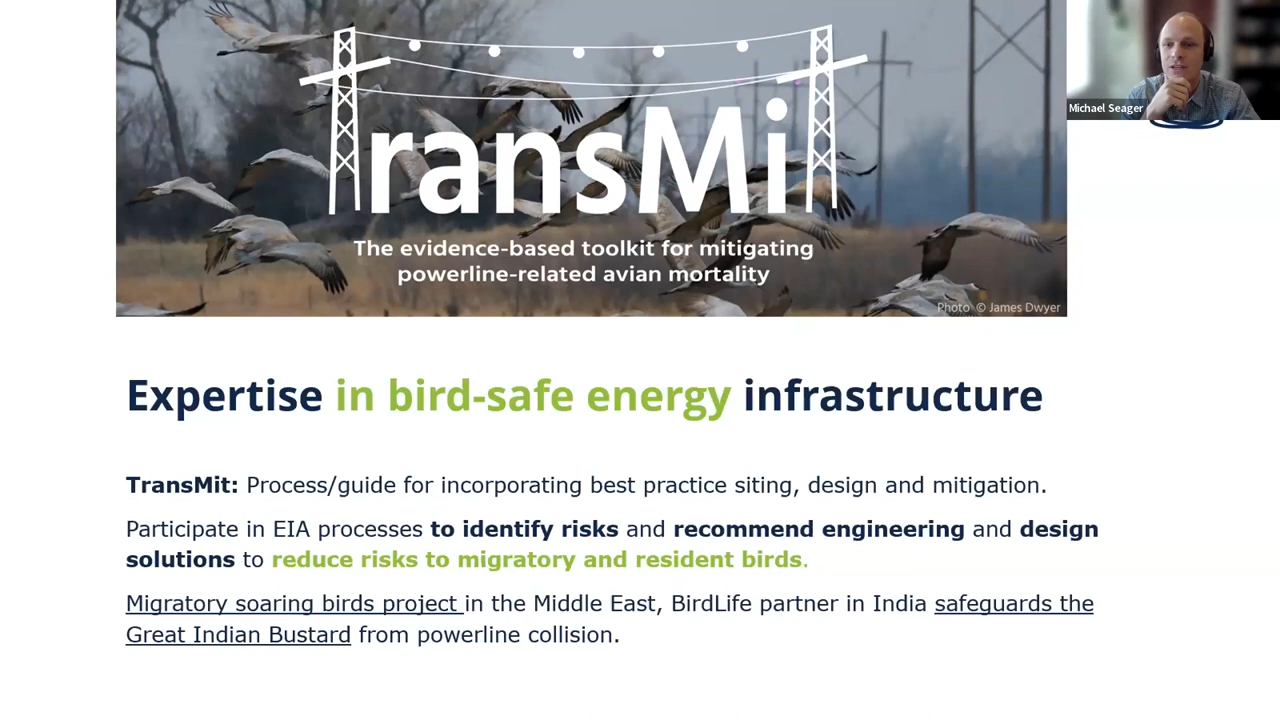 TransMit
The evidence-based toolkit for mitigating
powerline-related avian mortality
Photo © James Dwyer
Michael Seager
Expertise in bird-safe energy infrastructure
TransMit: Process/guide for incorporating best practice siting, design and mitigation.
Participate in EIA processes to identify risks and recommend engineering and design
solutions to reduce risks to migratory and resident birds.
Migratory soaring birds project in the Middle East, BirdLife partner in India safeguards the
Great Indian Bustard from powerline collision.